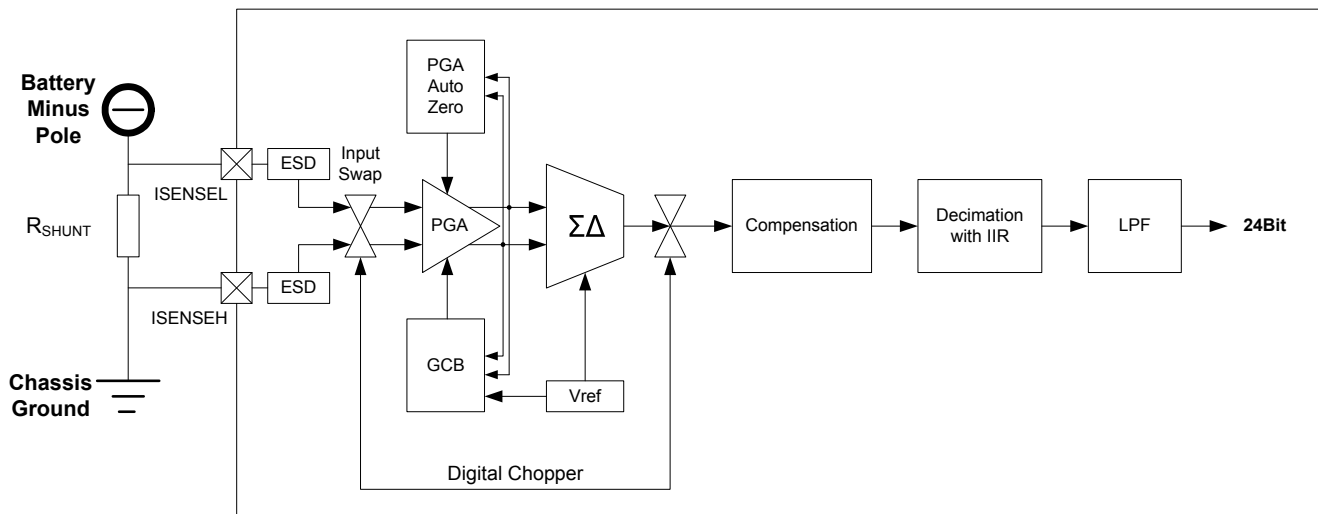 Battery
Minus
Pole
ISENSEL
RSHUNT
ISENSEH
Chassis
Ground
ESD
ESD
Input
Swap
PGA
Auto
Zero
PGA
GCB
ΣΔ
Vref
Digital Chopper
Compensation
Decimation
with IIR
LPF
24Bit